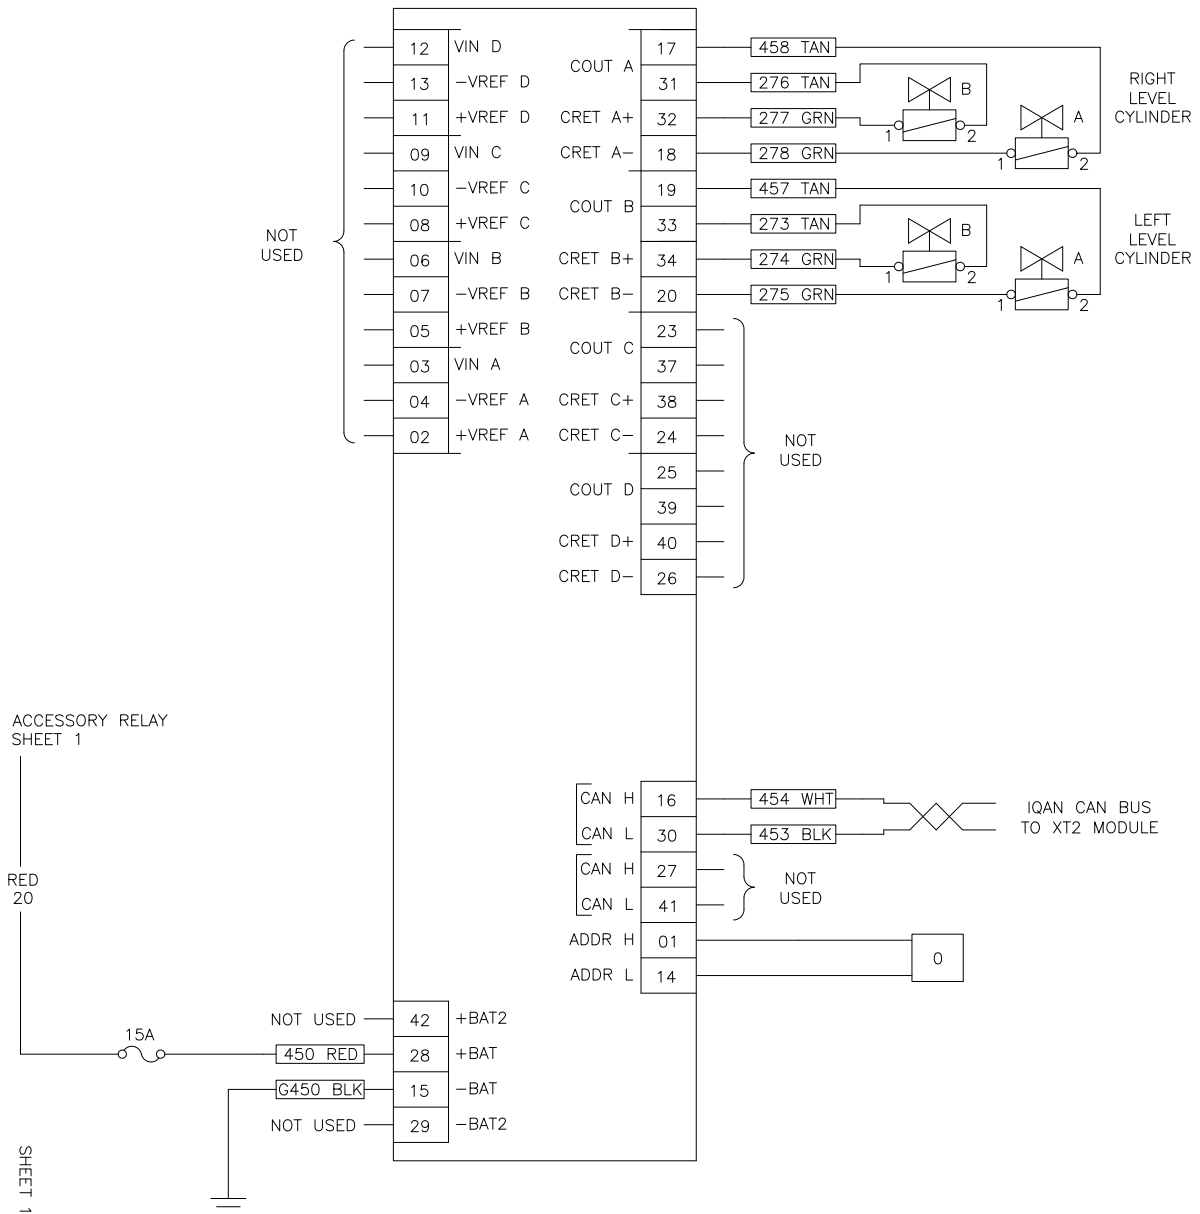 12 VIN D
13 -VREF D
11 +VREF D
09 VIN C
10 -VREF C
08 +VREF C
06 VIN B
07 -VREF B
05 +VREF B
03 VIN A
04 -VREF A
02 +VREF A
NOT
USED
COUT A
17 458 TAN
31 276 TAN
CRET A+ 32 277 GRN
CRET A- 18 278 GRN
B
1 2
A
1 2
RIGHT
LEVEL
CYLINDER
COUT B
19 457 TAN
33 273 TAN
CRET B+ 34 274 GRN
CRET B- 20 275 GRN
B
1 2
A
1 2
LEFT
LEVEL
CYLINDER
COUT C
23
37
CRET C+ 38
CRET C- 24
COUT D
25
39
CRET D+ 40
CRET D- 26
NOT
USED
ACCESSORY RELAY
SHEET 1
RED
20
CAN H 16 454 WHT
CAN L 30 453 BLK
IQAN CAN BUS
TO XT2 MODULE
CAN H 27
CAN L 41
NOT
USED
ADDR H 01
ADDR L 14
0
NOT USED 42 +BAT2
15A
450 RED 28 +BAT
G450 BLK 15 -BAT
NOT USED 29 -BAT2
SHEET 1